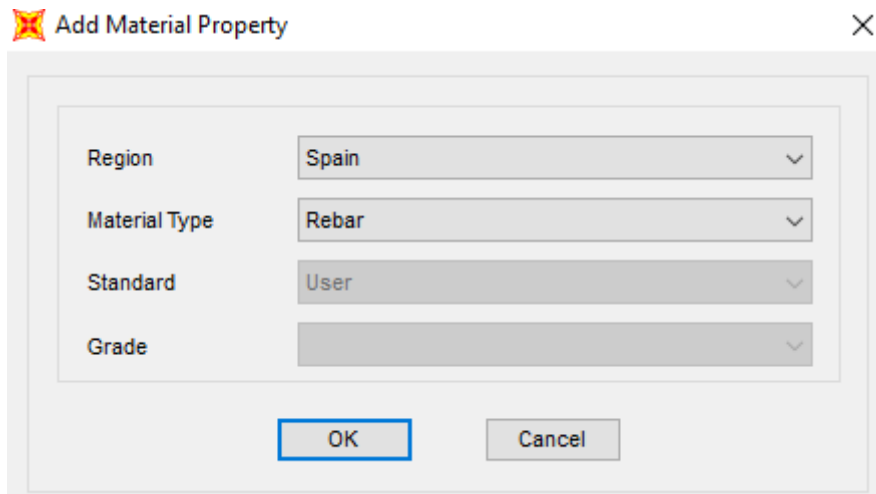 Add Material Property
Region Spain
Material Type Rebar
Standard User
Grade
OK Cancel